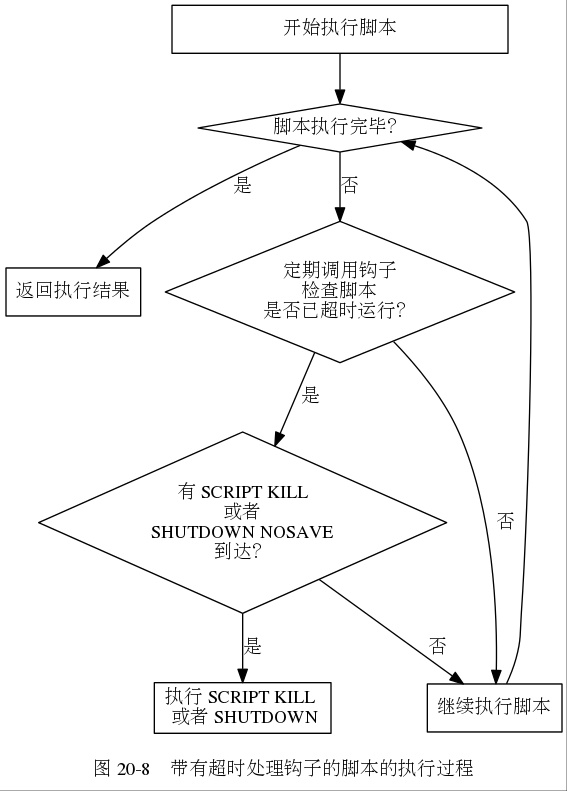 开始执行脚本
脚本执行完毕?
是
否
返回执行结果
定期调用钩子
检查脚本
是否已超时运行?
是
否
有 SCRIPT KILL
或者
SHUTDOWN NOSAVE
到达?
是
否
执行 SCRIPT KILL
或者 SHUTDOWN
继续执行脚本
图 20-8 带有超时处理钩子的脚本的执行过程